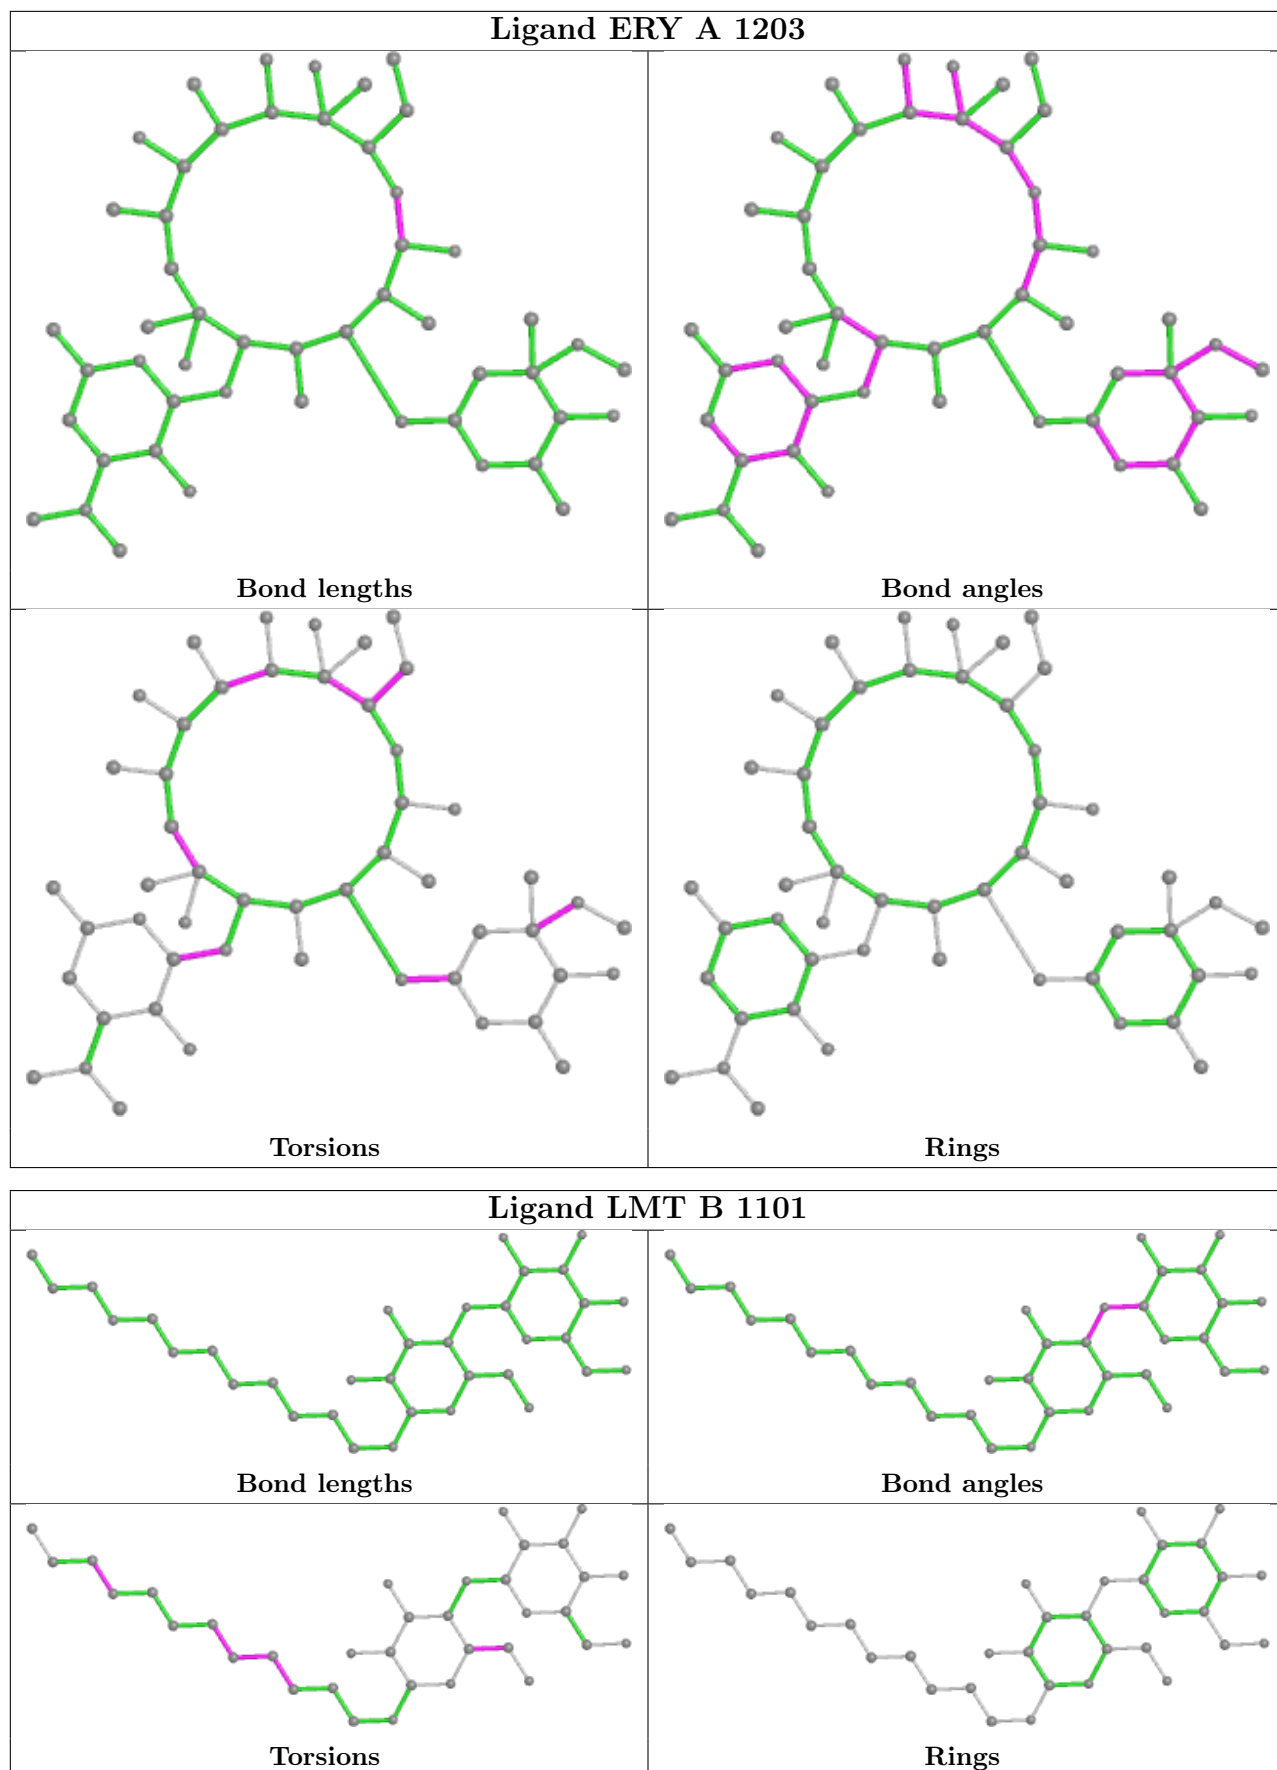 Ligand ERY A 1203
Bond lengths
Bond angles
Torsions
Rings
Ligand LMT B 1101
Bond lengths
Bond angles
Torsions
Rings